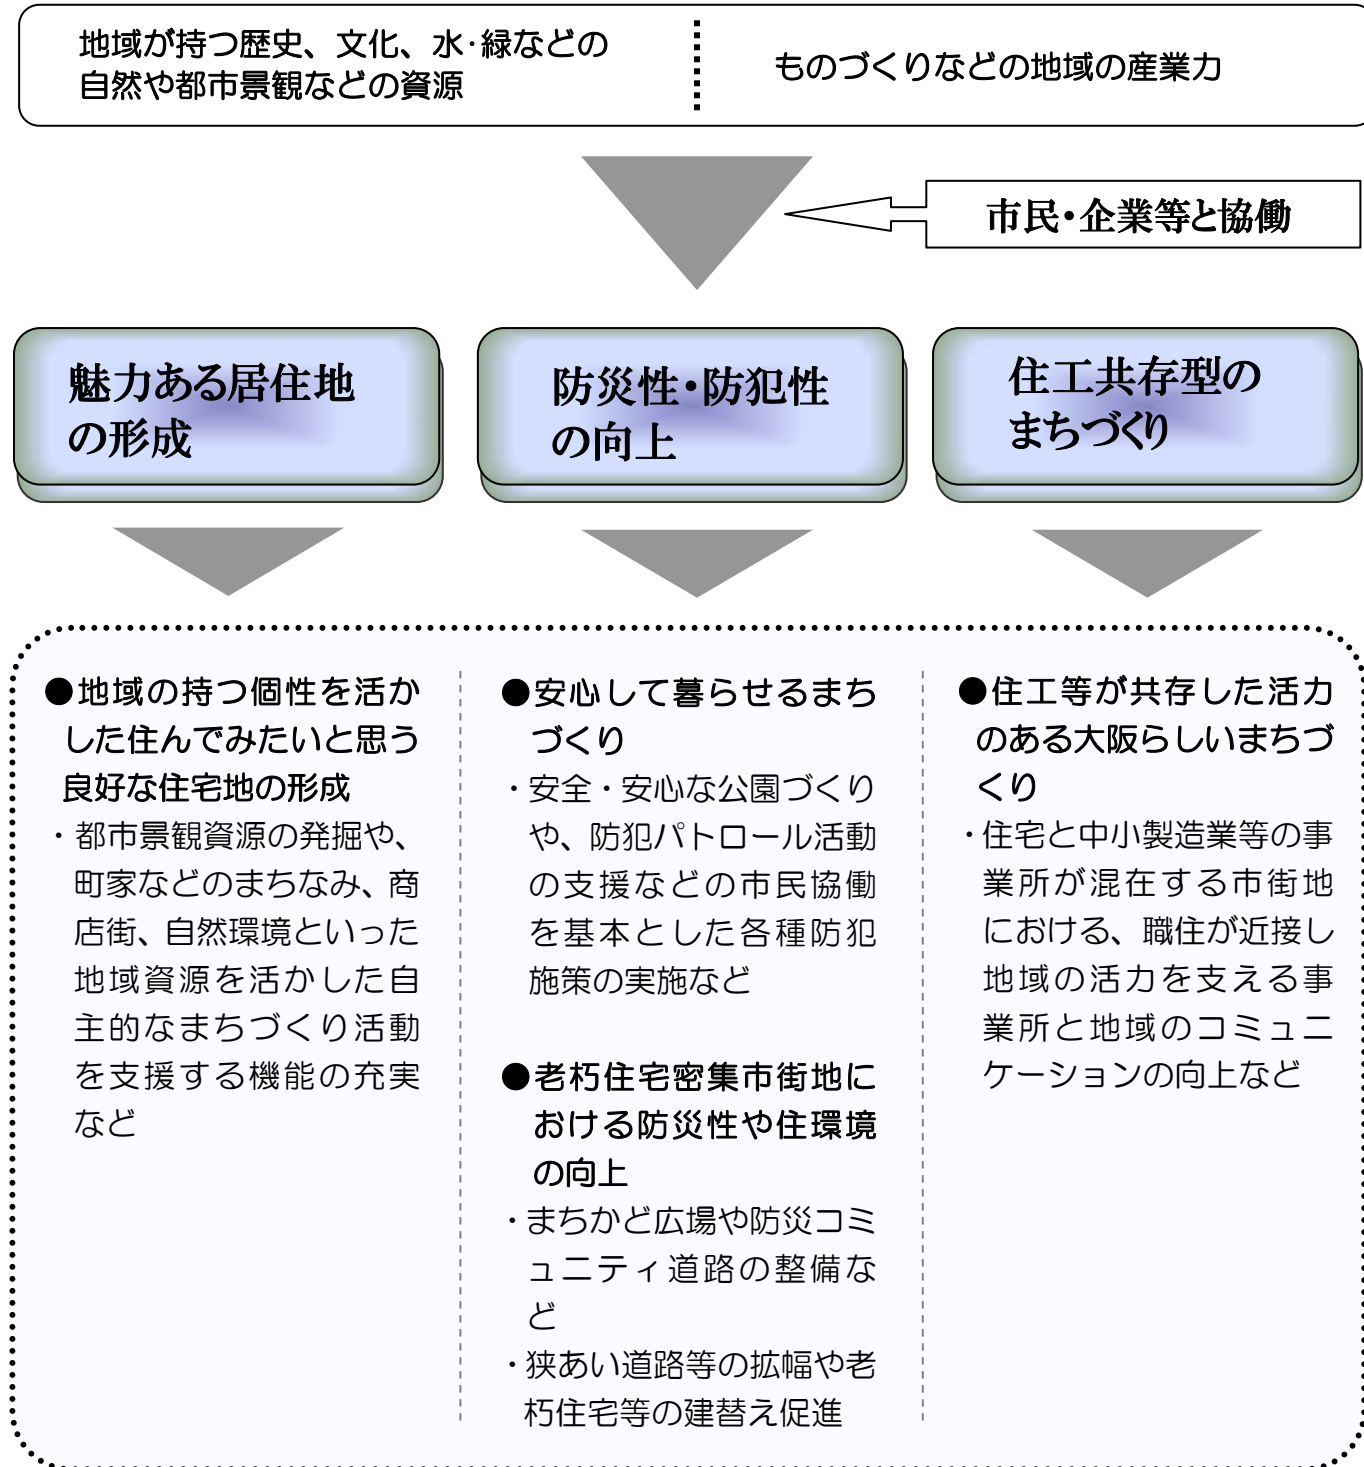 地域が持つ歴史、文化、水・緑などの
自然や都市景観などの資源
ものづくりなどの地域の産業力
市民・企業等と協働
魅力ある居住地
の形成
防災性・防犯性
の向上
住工共存型の
まちづくり
●地域の持つ個性を活か
した住んでみたいと思う
良好な住宅地の形成
・都市景観資源の発掘や、
町家などのまちなみ、商
店街、自然環境といった
地域資源を活かした自
主的なまちづくり活動
を支援する機能の充実
など
●安心して暮らせるまち
づくり
・安全・安心な公園づくり
や、防犯パトロール活動
の支援などの市民協働
を基本とした各種防犯
施策の実施など
●老朽住宅密集市街地に
おける防災性や住環境
の向上
・まちかど広場や防災コミ
ュニティ道路の整備な
ど
・狭あい道路等の拡幅や老
朽住宅等の建替え促進
●住工等が共存した活力
のある大阪らしいまちづ
くり
・住宅と中小製造業等の事
業所が混在する市街地
における、職住が近接し
地域の活力を支える事
業所と地域のコミュニ
ケーションの向上など